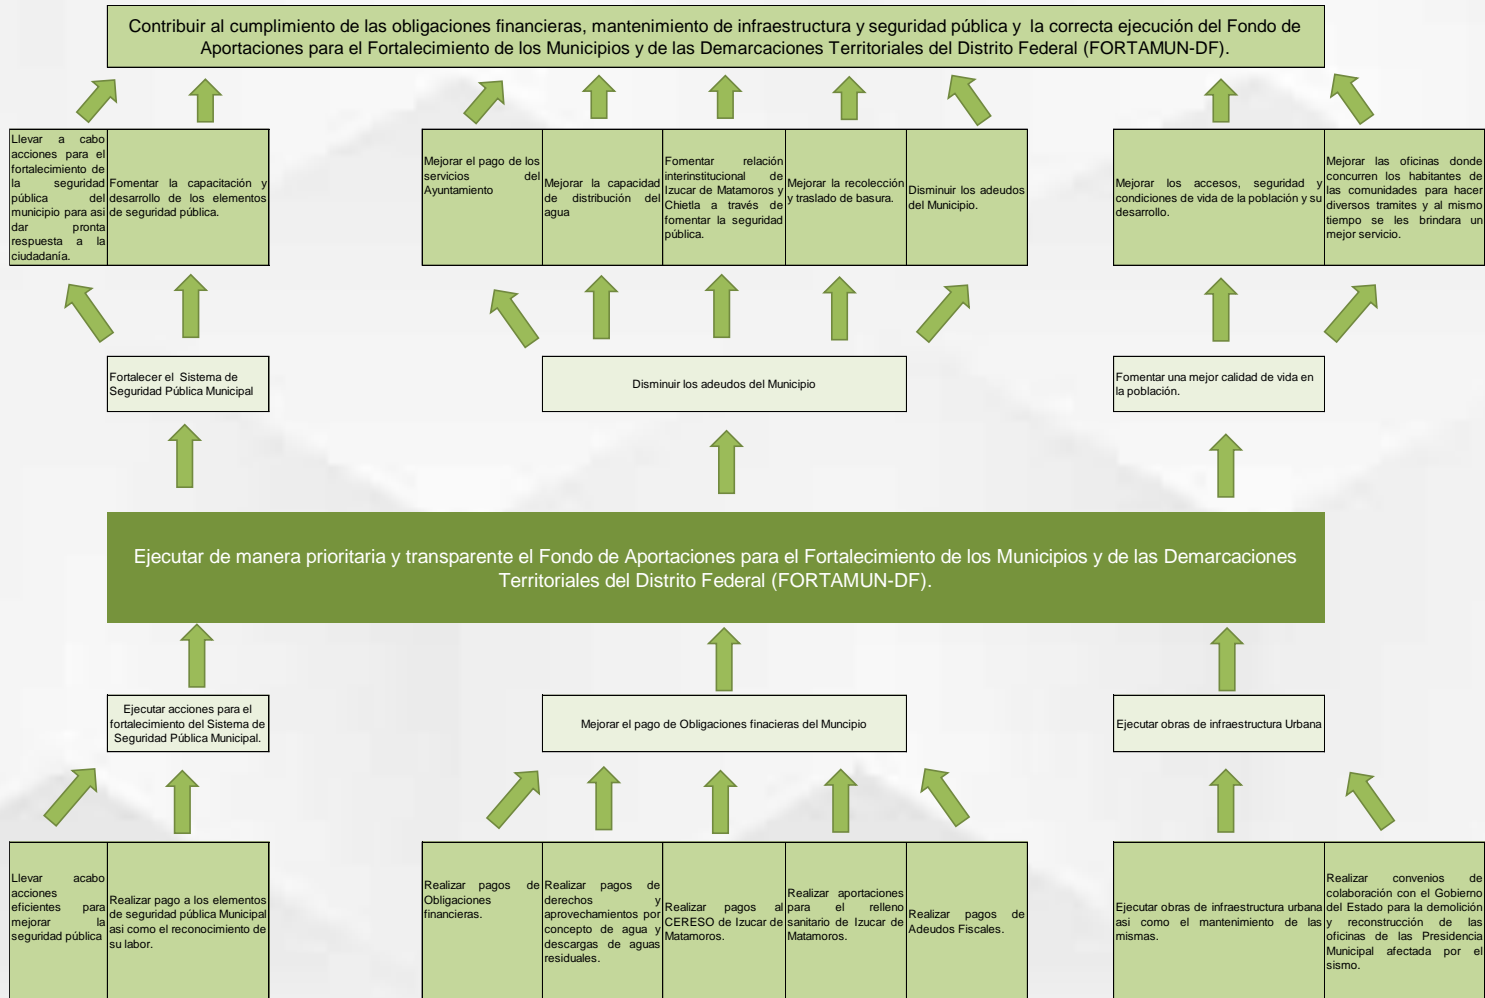 Contribuir al cumplimiento de las obligaciones financieras, mantenimiento de infraestructura y seguridad pública y  la correcta ejecución del Fondo de
Aportaciones para el Fortalecimiento de los Municipios y de las Demarcaciones Territoriales del Distrito Federal (FORTAMUN-DF).
Llevar a cabo
acciones para el
fortalecimiento de
la seguridad
pública del
municipio para asi
dar pronta
respuesta a la
ciudadanía.
Fomentar la capacitación y
desarrollo de los elementos
de seguridad pública.
Mejorar el pago de los
servicios del
Ayuntamiento
Mejorar la capacidad
de distribución del
agua
Fomentar relación
interinstitucional de
Izucar de Matamoros y
Chietla a través de
fomentar la seguridad
pública.
Mejorar la recolección
y traslado de basura.
Disminuir los adeudos
del Municipio.
Mejorar los accesos, seguridad y
condiciones de vida de la población y su
desarrollo.
Mejorar las oficinas donde
concurren los habitantes de
las comunidades para hacer
diversos tramites y al mismo
tiempo se les brindara un
mejor servicio.
Fortalecer el  Sistema de
Seguridad Pública Municipal
Disminuir los adeudos del Municipio
Fomentar una mejor calidad de vida en
la población.
Ejecutar de manera prioritaria y transparente el Fondo de Aportaciones para el Fortalecimiento de los Municipios y de las Demarcaciones
Territoriales del Distrito Federal (FORTAMUN-DF).
Ejecutar acciones para el
fortalecimiento del Sistema de
Seguridad Pública Municipal.
Mejorar el pago de Obligaciones finacieras del Muncipio
Ejecutar obras de infraestructura Urbana
Llevar acabo
acciones
eficientes para
mejorar la
seguridad pública
Realizar pago a los elementos
de seguridad pública Municipal
asi como el reconocimiento de
su labor.
Realizar pagos de
Obligaciones
financieras.
Realizar pagos de
derechos y
aprovechamientos por
concepto de agua y
descargas de aguas
residuales.
Realizar pagos al
CERESO de Izucar de
Matamoros.
Realizar aportaciones
para el relleno
sanitario de Izucar de
Matamoros.
Realizar pagos de
Adeudos Fiscales.
Ejecutar obras de infraestructura urbana
asi como el mantenimiento de las
mismas.
Realizar convenios de
colaboración con el Gobierno
del Estado para la demolición
y reconstrucción de las
oficinas de las Presidencia
Municipal afectada por el
sismo.